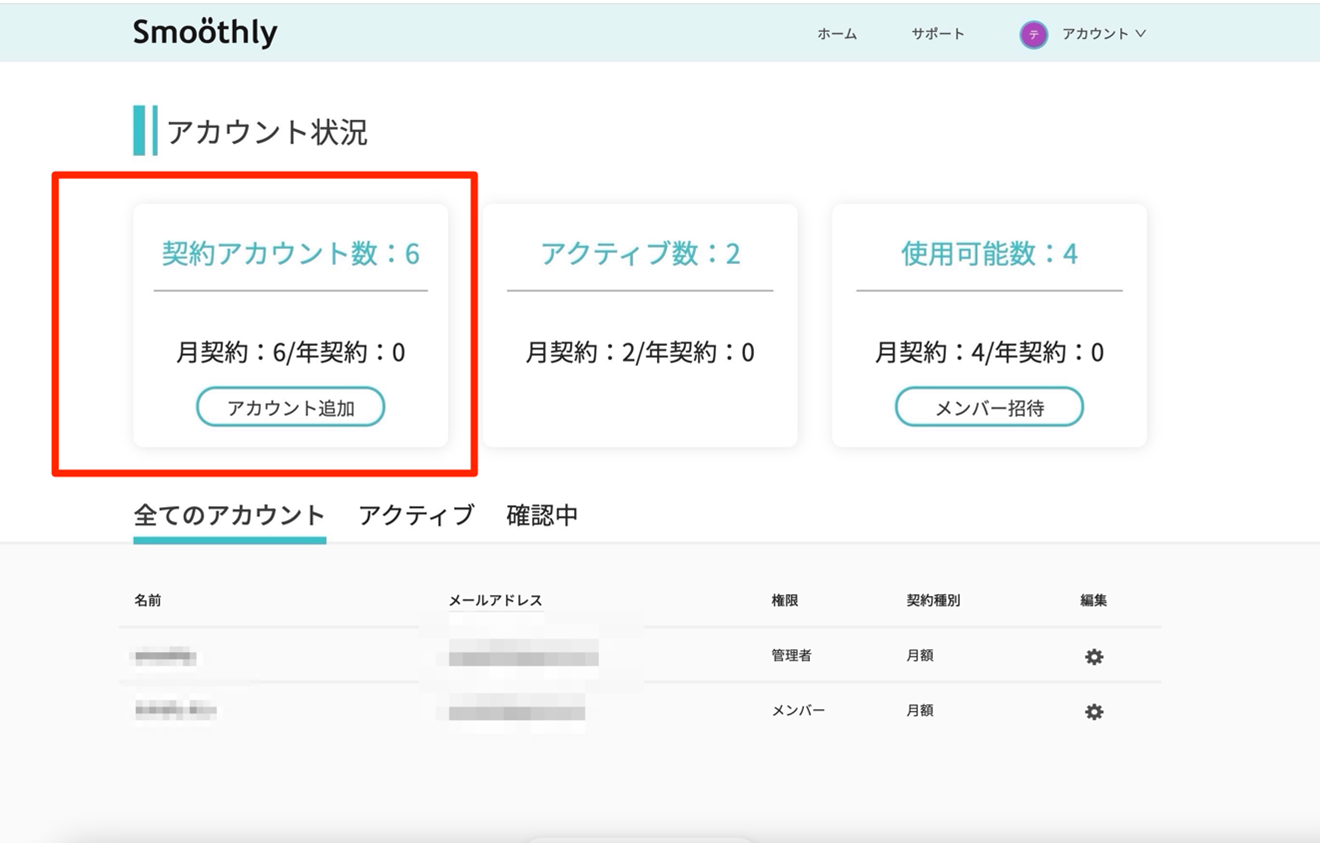 Smoöthly
ホーム サポート テ アカウント
アカウント状況
契約アカウント数：6
月契約：6/年契約：0
アカウント追加
アクティブ数：2
月契約：2/年契約：0
使用可能数：4
月契約：4/年契約：0
メンバー招待
全てのアカウント アクティブ 確認中
名前 メールアドレス 権限 契約種別 編集
管理者 月額
メンバー 月額